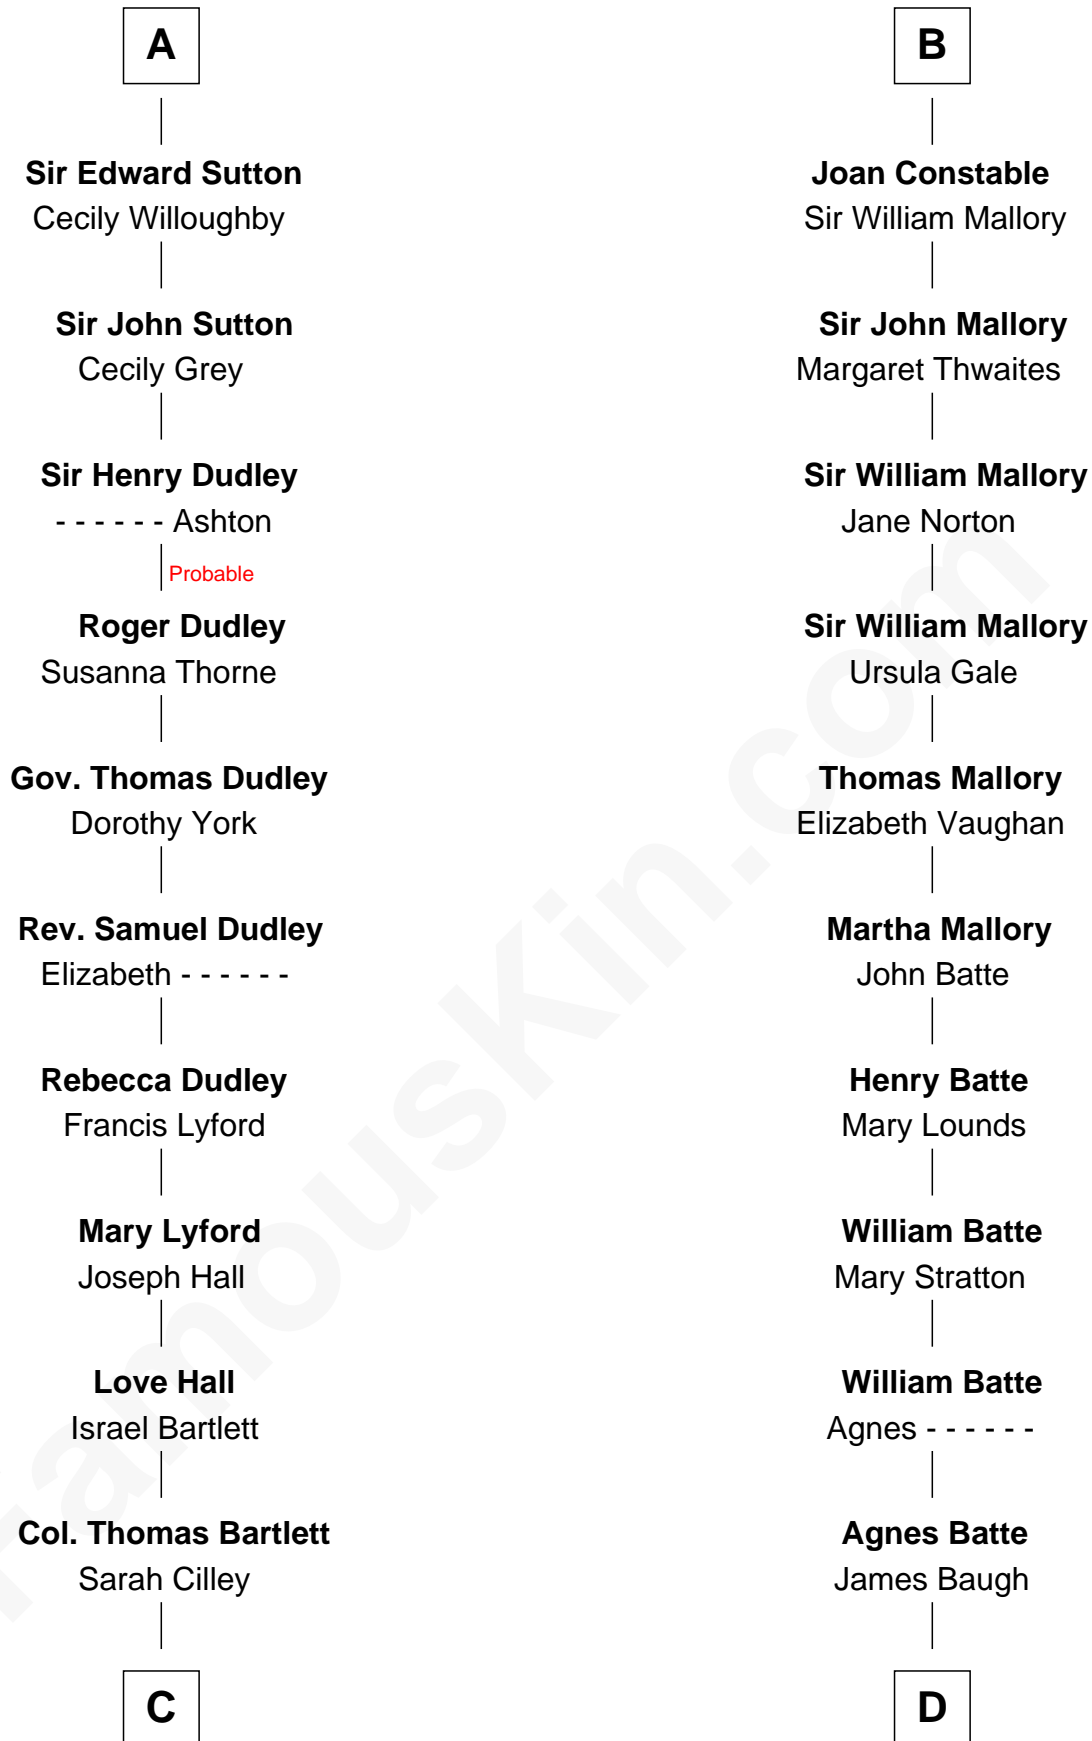 A
Sir Edward Sutton
Cecily Willoughby
Sir John Sutton
Cecily Grey
Sir Henry Dudley
- - - - - - Ashton
Probable
Roger Dudley
Susanna Thorne
Gov. Thomas Dudley
Dorothy York
Rev. Samuel Dudley
Elizabeth - - - - - -
Rebecca Dudley
Francis Lyford
Mary Lyford
Joseph Hall
Love Hall
Israel Bartlett
Col. Thomas Bartlett
Sarah Cilley
C
B
Joan Constable
Sir William Mallory
Sir John Mallory
Margaret Thwaites
Sir William Mallory
Jane Norton
Sir William Mallory
Ursula Gale
Thomas Mallory
Elizabeth Vaughan
Martha Mallory
John Batte
Henry Batte
Mary Lounds
William Batte
Mary Stratton
William Batte
Agnes - - - - - -
Agnes Batte
James Baugh
D
FamousKin.com